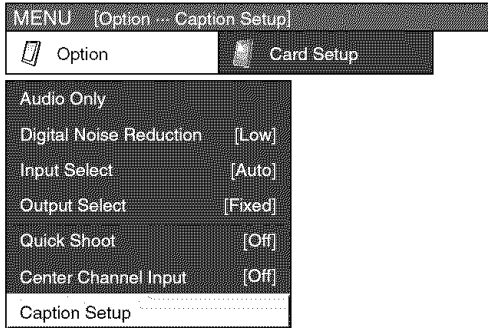 MENU [Option ··· Caption Setup]
Option Card Setup
Audio Only
Digital Noise Reduction [Low]
Input Select [Auto]
Output Select [Fixed]
Quick Shoot [Off]
Center Channel Input [Off]
Caption Setup